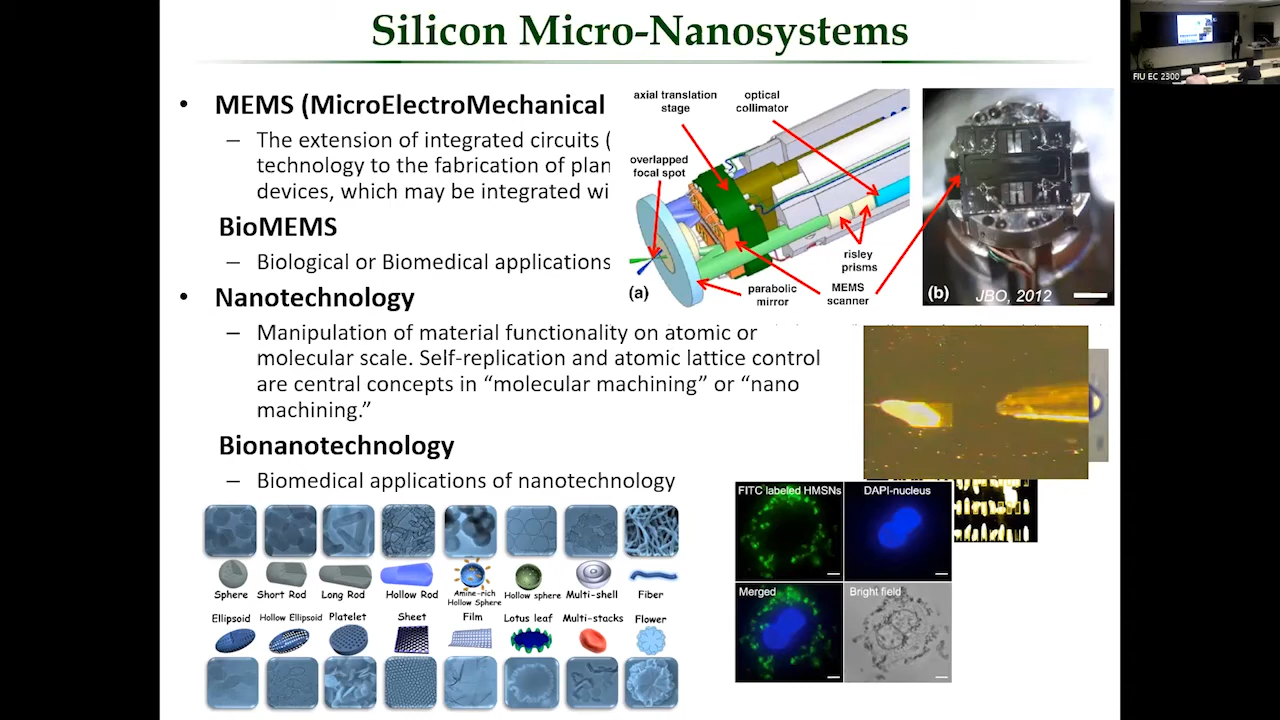 Silicon Micro-Nanosystems
FIU EC 2300
• MEMS (MicroElectroMechanical
– The extension of integrated circuits (
technology to the fabrication of plan
devices, which may be integrated wi
BioMEMS
– Biological or Biomedical applications
• Nanotechnology
– Manipulation of material functionality on atomic or
molecular scale. Self-replication and atomic lattice control
are central concepts in “molecular machining” or “nano
machining.”
Bionanotechnology
– Biomedical applications of nanotechnology
axial translation
stage
optical
collimator
overlapped
focal spot
risley
prisms
parabolic
mirror
MEMS
scanner
(a)
(b)
JBO, 2012
FITC labeled HMSNs
DAPI-nucleus
Merged
Bright field
Sphere
Short Rod
Long Rod
Hollow Rod
Amine-rich
Hollow Sphere
Hollow sphere
Multi-shell
Fiber
Ellipsoid
Hollow Ellipsoid
Platelet
Sheet
Film
Lotus leaf
Multi-stacks
Flower